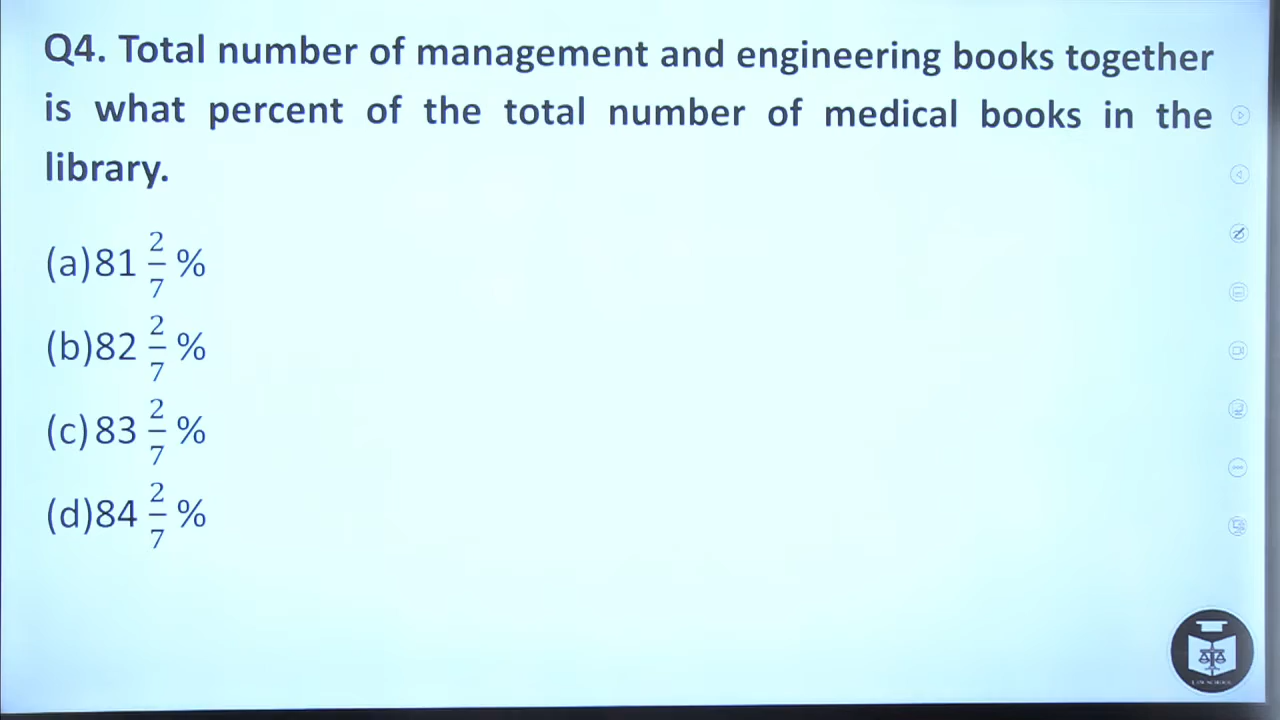 Q4. Total number of management and engineering books together
is what percent of the total number of medical books in the
library.
(a)81 2/7 %
(b)82 2/7 %
(c)83 2/7 %
(d)84 2/7 %